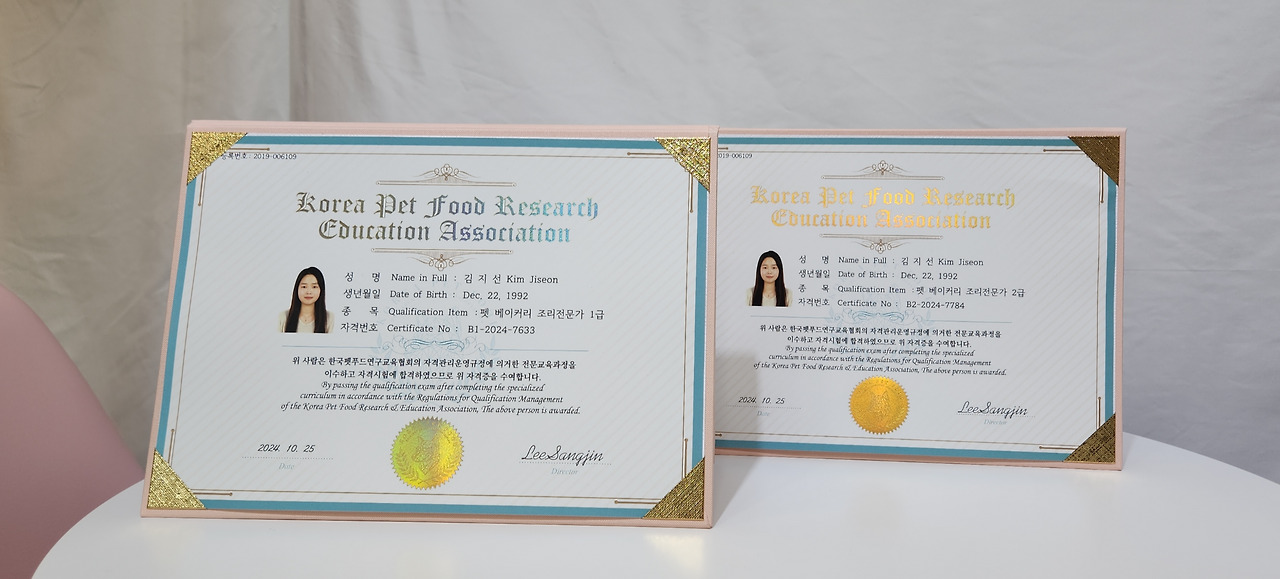 등록번호 : 2019-006109
Korea Pet Food Research
Education Association
성 명 Name in Full : 김 지 선 Kim Jiseon
생년월일 Date of Birth : Dec, 22, 1992
종 목 Qualification Item : 펫 베이커리 조리전문가 1급
자격번호 Certificate No : B1-2024-7633
위 사람은 한국펫푸드연구교육협회의 자격관리운영규정에 의거한 전문교육과정을
이수하고 자격시험에 합격하였으므로 위 자격증을 수여합니다.
By passing the qualification exam after completing the specialized
curriculum in accordance with the Regulations for Qualification Management
of the Korea Pet Food Research & Education Association, The above person is awarded.
2024. 10. 25
Date
LeeSangjin
Director
2019-006109
Korea Pet Food Research
Education Association
성 명 Name in Full : 김 지 선 Kim Jiseon
생년월일 Date of Birth : Dec, 22, 1992
종 목 Qualification Item : 펫 베이커리 조리전문가 2급
자격번호 Certificate No : B2-2024-7784
위 사람은 한국펫푸드연구교육협회의 자격관리운영규정에 의거한 전문교육과정을
이수하고 자격시험에 합격하였으므로 위 자격증을 수여합니다.
By passing the qualification exam after completing the specialized
curriculum in accordance with the Regulations for Qualification Management
of the Korea Pet Food Research & Education Association, The above person is awarded.
2024. 10. 25
Date
LeeSangjin
Director